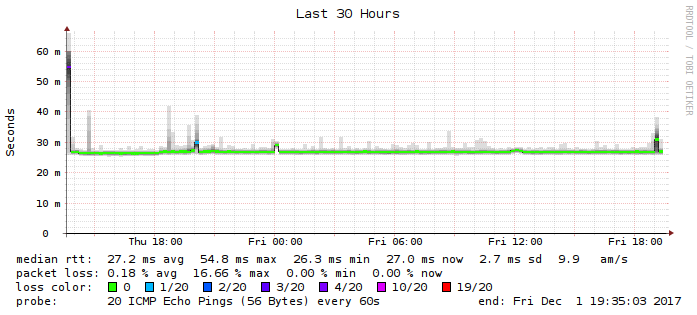 Last 30 Hours
RRDTOOL / TOBI OETIKER
Seconds
60 m
50 m
40 m
30 m
20 m
10 m
0
Thu 18:00 Fri 00:00 Fri 06:00 Fri 12:00 Fri 18:00
median rtt: 27.2 ms avg 54.8 ms max 26.3 ms min 27.0 ms now 2.7 ms sd 9.9 am/s
packet loss: 0.18 % avg 16.66 % max 0.00 % min 0.00 % now
loss color: 0 1/20 2/20 3/20 4/20 10/20 19/20
probe: 20 ICMP Echo Pings (56 Bytes) every 60s end: Fri Dec 1 19:35:03 2017